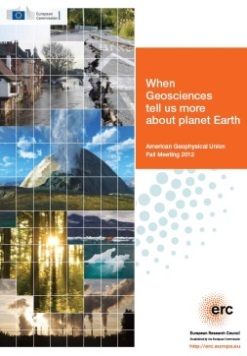 European
Commission
When
Geosciences
tell us more
about planet Earth
American Geophysical Union
Fall Meeting 2012
erc
European Research Council
Established by the European Commission
http://erc.europa.eu